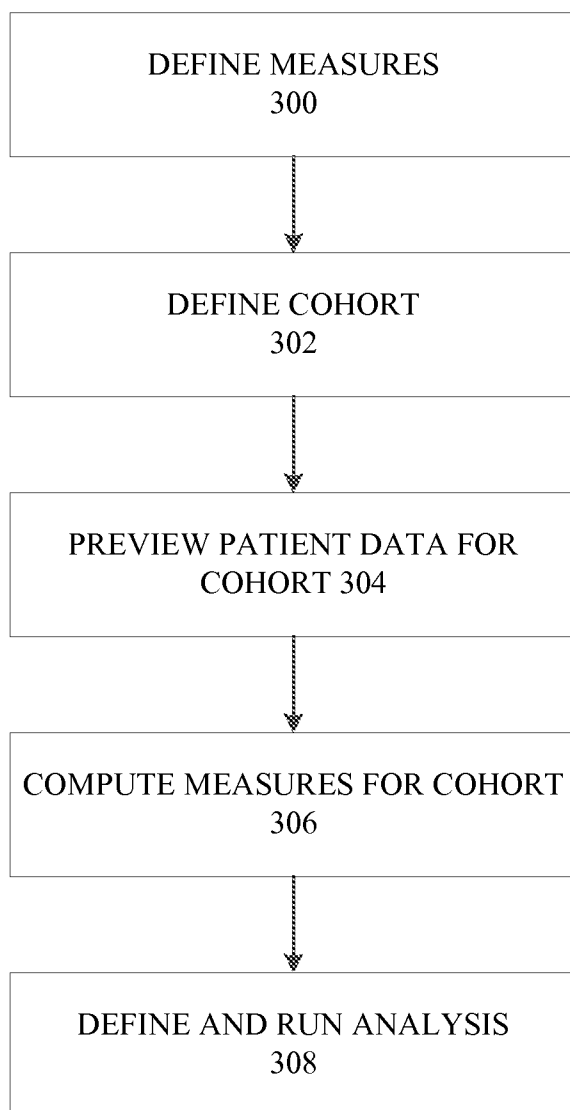 DEFINE MEASURES
300
DEFINE COHORT
302
PREVIEW PATIENT DATA FOR
COHORT 304
COMPUTE MEASURES FOR COHORT
306
DEFINE AND RUN ANALYSIS
308